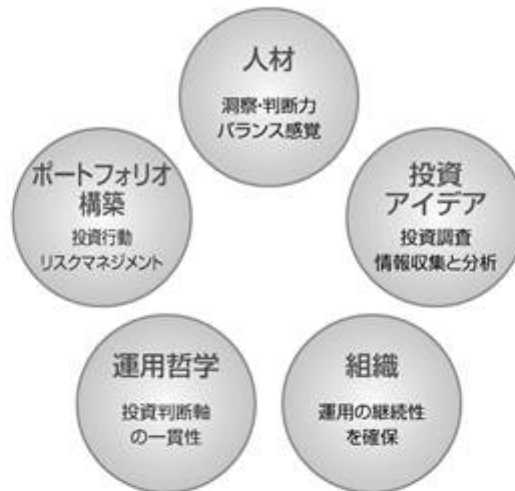 人材
洞察・判断力
バランス感覚
ポートフォリオ
構築
投資行動
リスクマネジメント
投資
アイデア
投資調査
情報収集と分析
運用哲学
投資判断軸
の一貫性
組織
運用の継続性
を確保